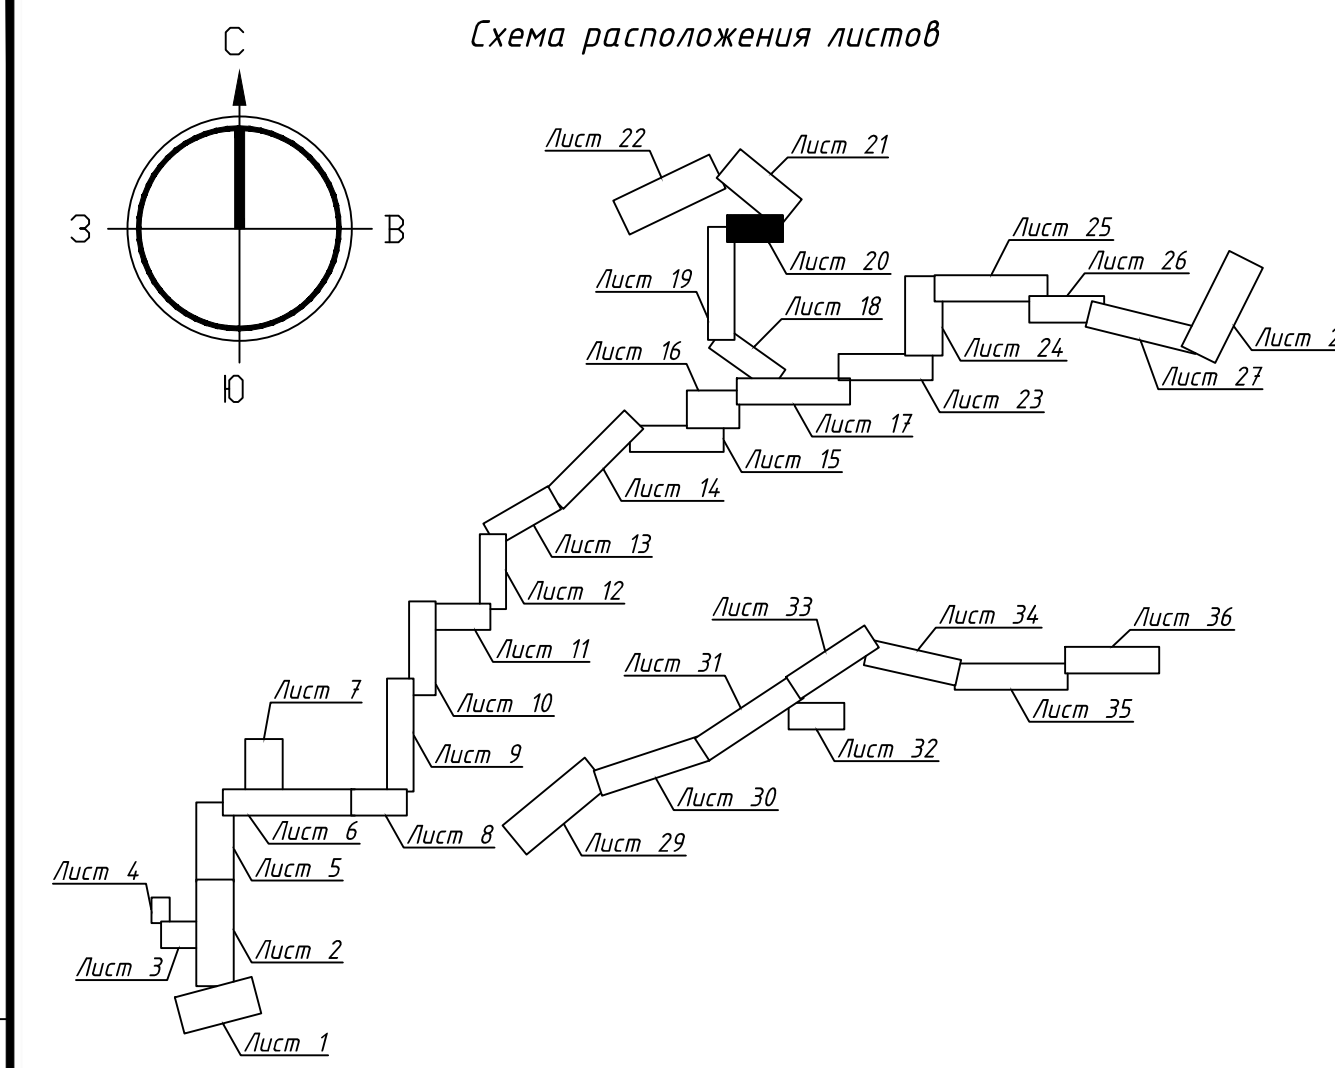 Схема расположения листов
С
З
В
Ю
Лист 22
Лист 21
Лист 20
Лист 19
Лист 18
Лист 16
Лист 25
Лист 26
Лист 24
Лист 27
Лист 23
Лист 17
Лист 15
Лист 14
Лист 13
Лист 12
Лист 11
Лист 10
Лист 9
Лист 7
Лист 6
Лист 8
Лист 5
Лист 4
Лист 2
Лист 3
Лист 1
Лист 33
Лист 34
Лист 36
Лист 31
Лист 35
Лист 32
Лист 30
Лист 29
Лист